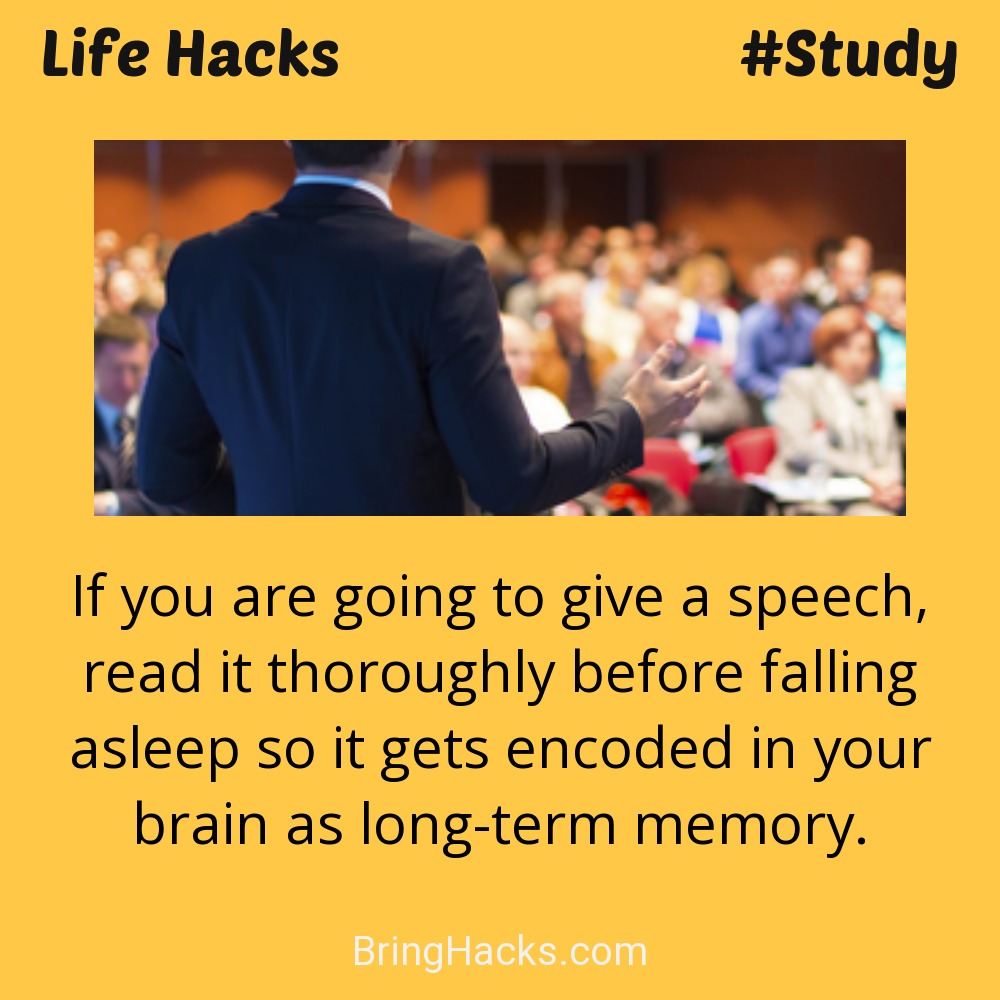 Life Hacks
#Study
If you are going to give a speech,
read it thoroughly before falling
asleep so it gets encoded in your
brain as long-term memory.
BringHacks.com